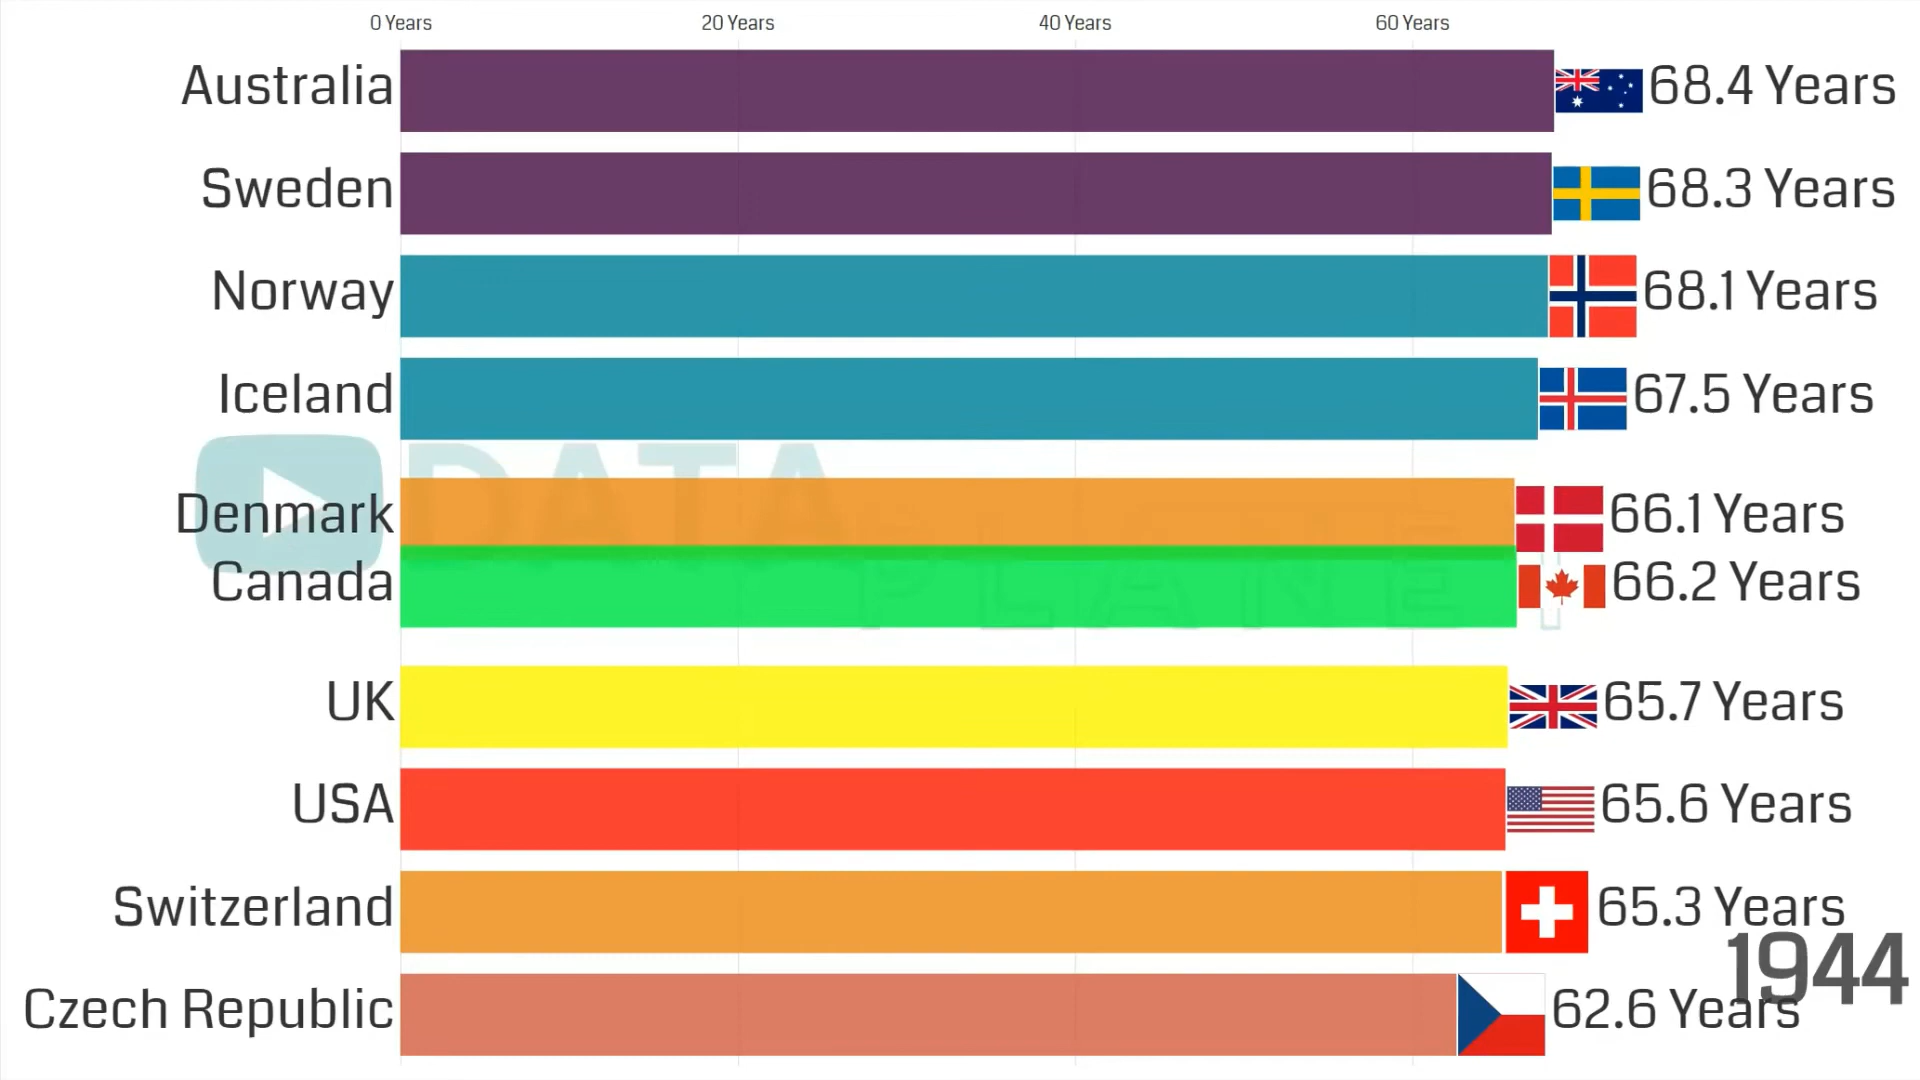 0 Years 20 Years 40 Years 60 Years
Australia 68.4 Years
Sweden 68.3 Years
Norway 68.1 Years
Iceland 67.5 Years
DATA
Denmark 66.1 Years
PLANET
Canada 66.2 Years
UK 65.7 Years
USA 65.6 Years
Switzerland 65.3 Years
1944
Czech Republic 62.6 Years